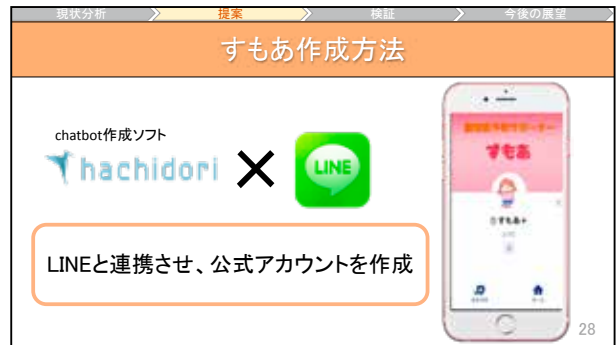 現状分析
提案
検証
今後の展望
すもあ作成方法
chatbot作成ソフト
hachidori
LINE
LINEと連携させ、公式アカウントを作成
すもあ
すもあ+
28